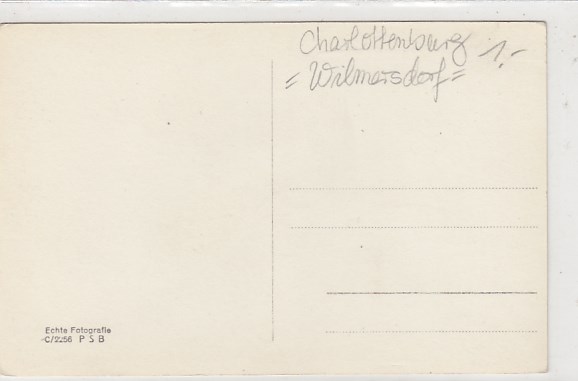 Charlottenburg 1.-
= Wilmersdorf =
Echte Fotografie
C/2256 P S B